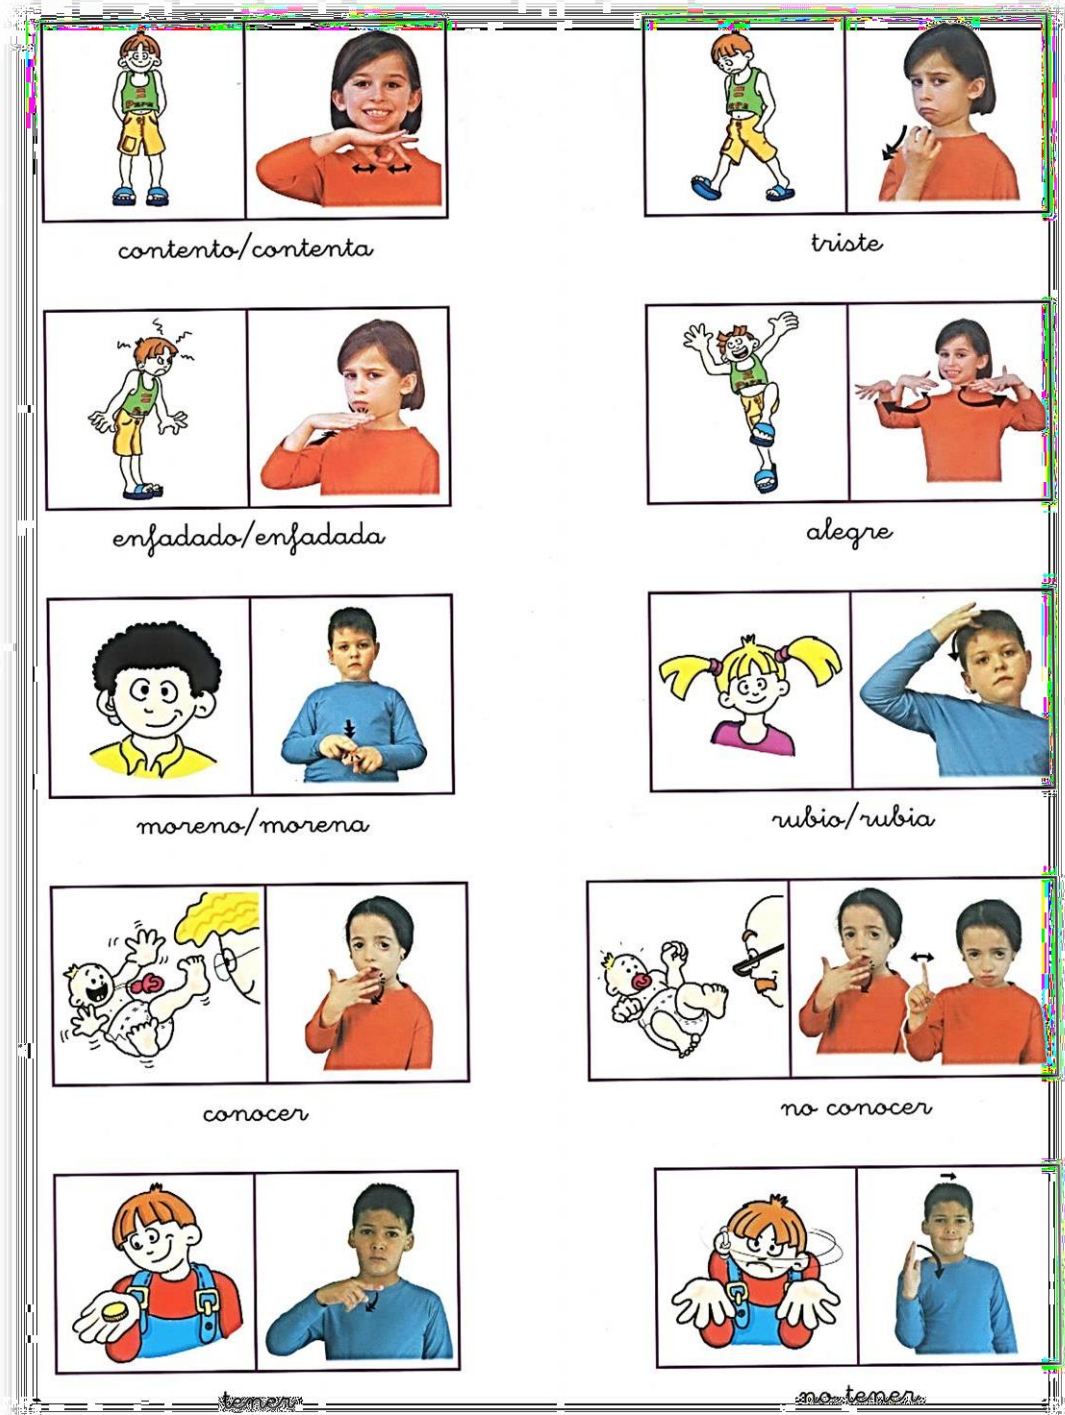 contento/contenta
triste
enfadado/enfadada
alegre
moreno/morena
rubio/rubia
conocer
no conocer
tener
no tener